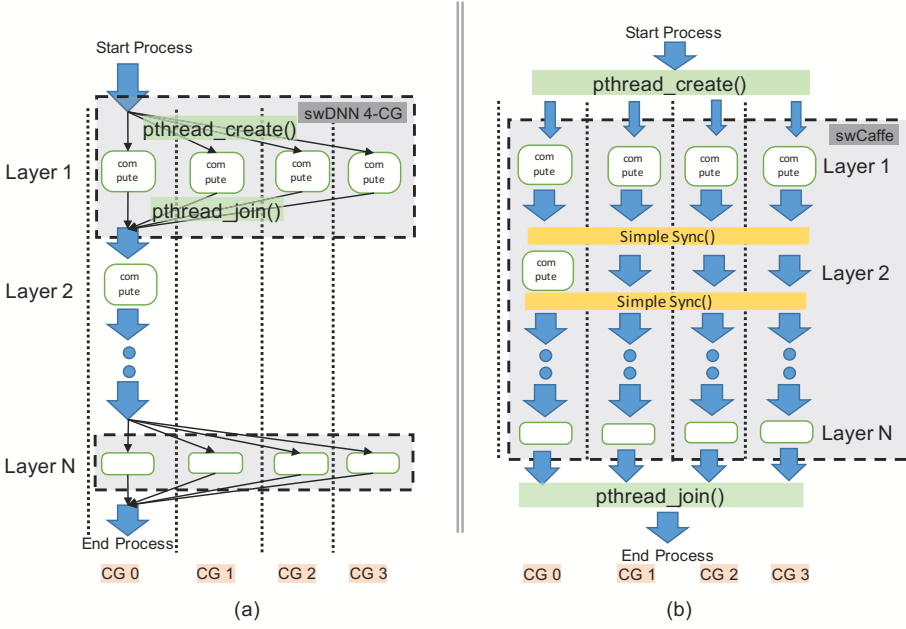 Start Process
swDNN 4-CG
pthread_create()
Layer 1
com
pute
com
pute
com
pute
com
pute
pthread_join()
Layer 2
com
pute
Layer N
End Process
CG 0
CG 1
CG 2
CG 3
(a)
Start Process
pthread_create()
swCaffe
com
pute
com
pute
com
pute
com
pute
Layer 1
Simple Sync()
com
pute
Layer 2
Simple Sync()
Layer N
pthread_join()
End Process
CG 0
CG 1
CG 2
CG 3
(b)